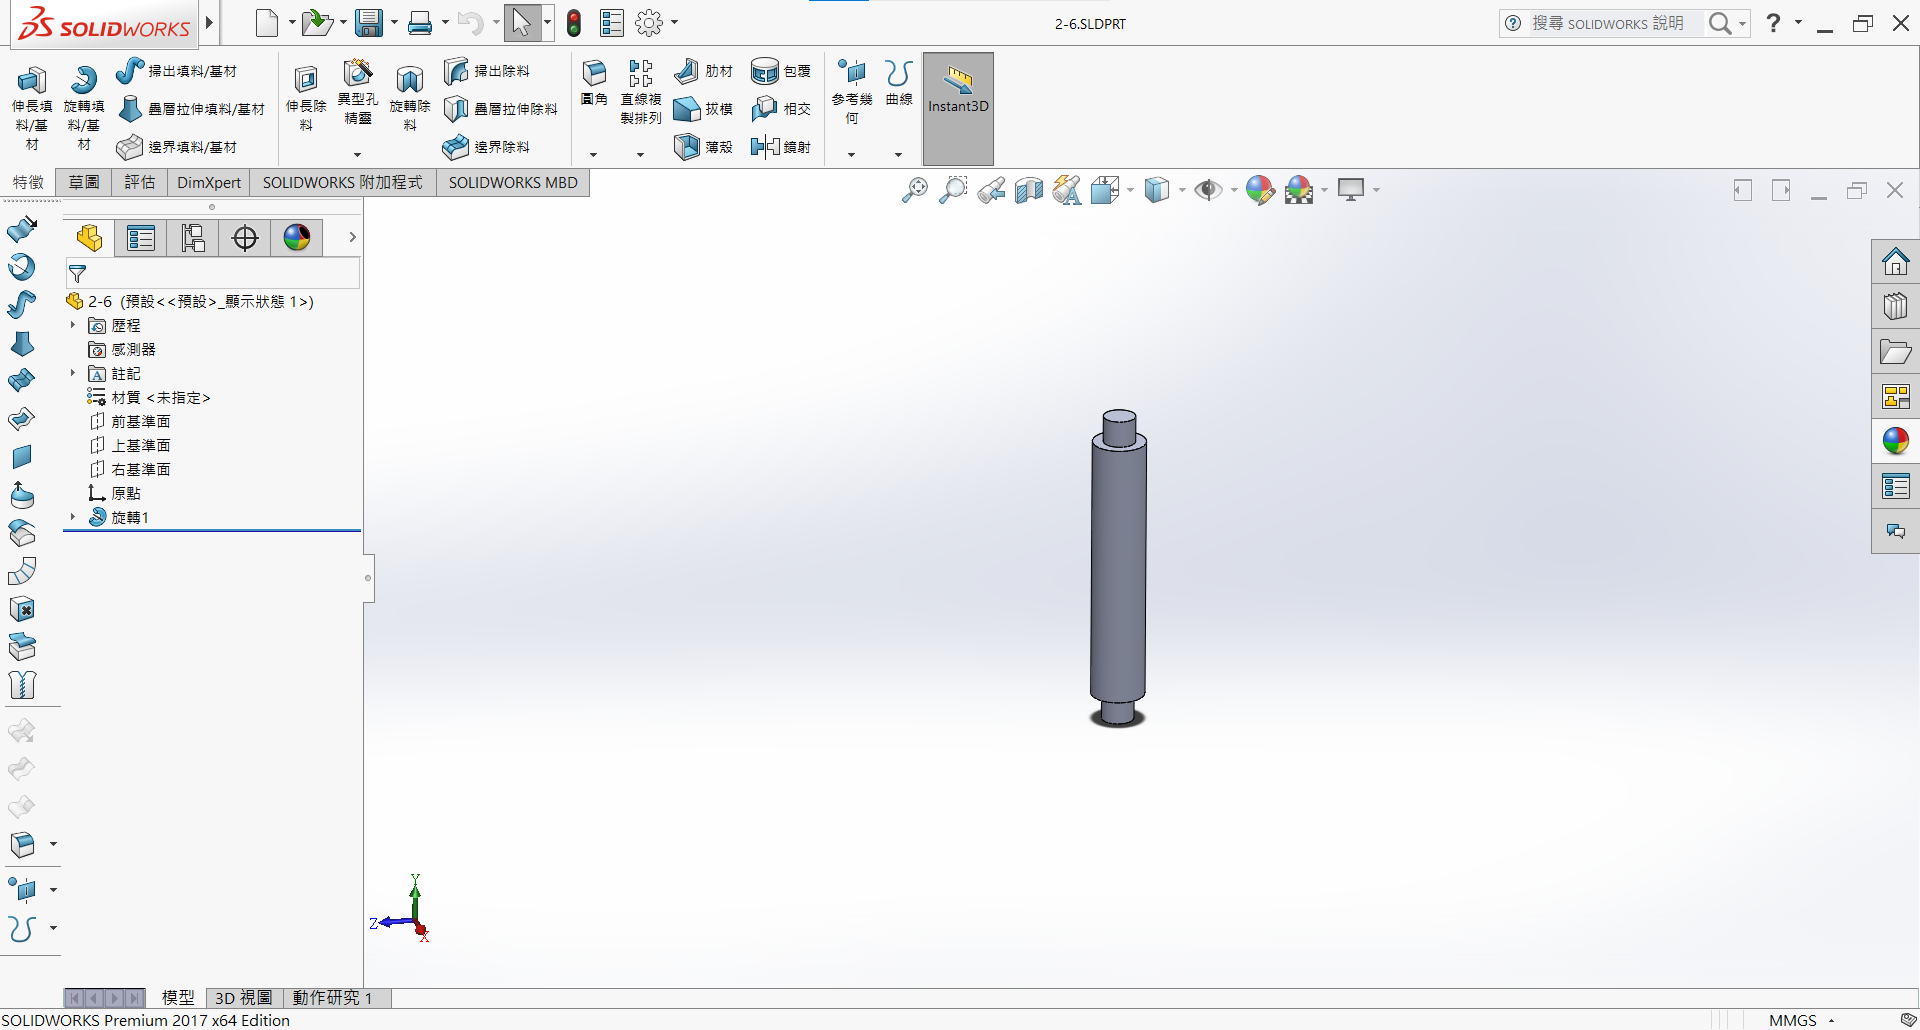 SOLIDWORKS
2-6.SLDPRT
搜尋 SOLIDWORKS 說明
伸長填
料/基
材
旋轉填
料/基
材
掃出填料/基材
疊層拉伸填料/基材
邊界填料/基材
伸長除
料
異型孔
精靈
旋轉除
料
掃出除料
疊層拉伸除料
邊界除料
圓角
直線複
製排列
肋材
拔模
薄殼
包覆
相交
鏡射
參考幾
何
曲線
Instant3D
特徵
草圖
評估
DimXpert
SOLIDWORKS 附加程式
SOLIDWORKS MBD
2-6 (預設<<預設>_顯示狀態 1>)
歷程
感測器
註記
材質 <未指定>
前基準面
上基準面
右基準面
原點
旋轉1
Y
Z
X
模型
3D 視圖
動作研究 1
SOLIDWORKS Premium 2017 x64 Edition
MMGS